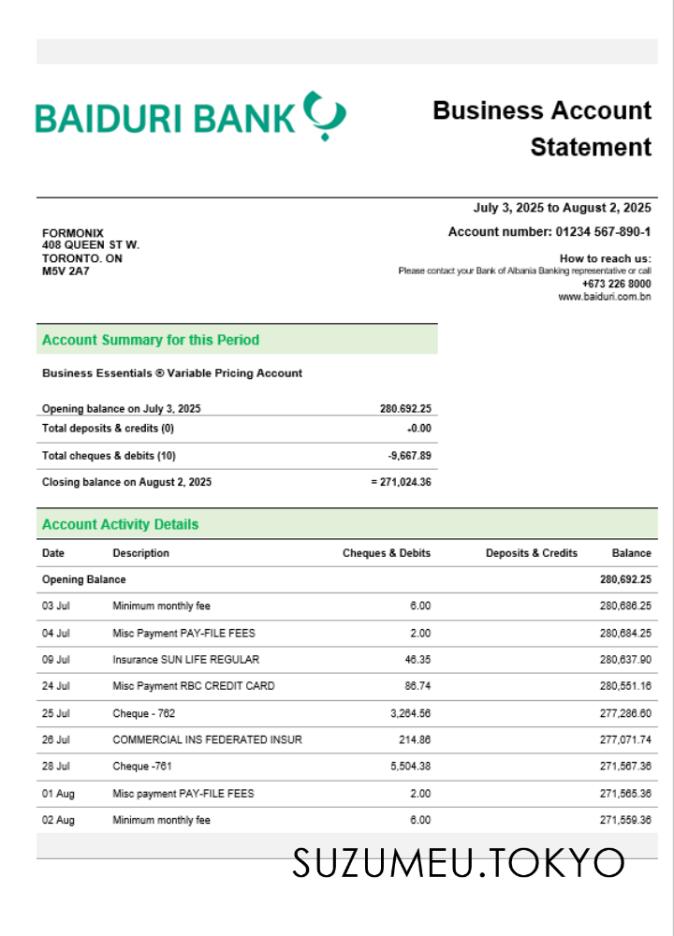 BAIDURI BANK
Business Account
Statement
July 3, 2025 to August 2, 2025
Account number: 01234 567-890-1
FORMONIX
408 QUEEN ST W.
TORONTO. ON
M5V 2A7
How to reach us:
Please contact your Bank of Albania Banking representative or call
+673 226 8000
www.baiduri.com.bn
Account Summary for this Period
Business Essentials ® Variable Pricing Account
Opening balance on July 3, 2025 280.692.25
Total deposits & credits (0) -0.00
Total cheques & debits (10) -9,667.89
Closing balance on August 2, 2025 = 271,024.36
Account Activity Details
Date Description Cheques & Debits Deposits & Credits Balance
Opening Balance 280,692.25
03 Jul Minimum monthly fee 6.00 280,686.25
04 Jul Misc Payment PAY-FILE FEES 2.00 280,684.25
09 Jul Insurance SUN LIFE REGULAR 46.35 280,637.90
24 Jul Misc Payment RBC CREDIT CARD 86.74 280,551.16
25 Jul Cheque - 762 3,264.56 277,286.60
26 Jul COMMERCIAL INS FEDERATED INSUR 214.86 277,071.74
28 Jul Cheque -761 5,504.38 271,567.36
01 Aug Misc payment PAY-FILE FEES 2.00 271,565.36
02 Aug Minimum monthly fee 6.00 271,559.36
SUZUMEU.TOKYO